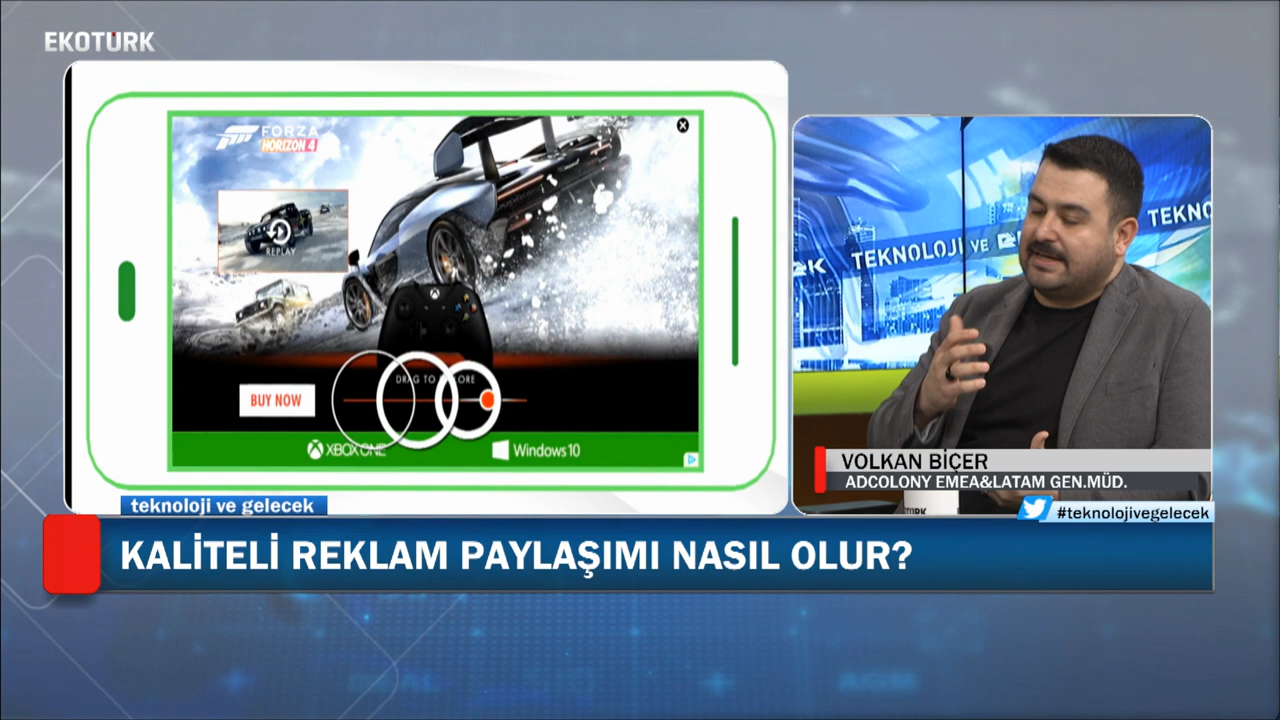 EKOTÜRK
FORZA
HORIZON 4
REPLAY
DRAG TO
BUY NOW
XBOX ONE
Windows 10
TEKNOLOJİ VE
TEKNO
VOLKAN BİÇER
ADCOLONY EMEA&LATAM GEN.MÜD.
#teknolojivegelecek
teknoloji ve gelecek
KALİTELİ REKLAM PAYLAŞIMI NASIL OLUR?